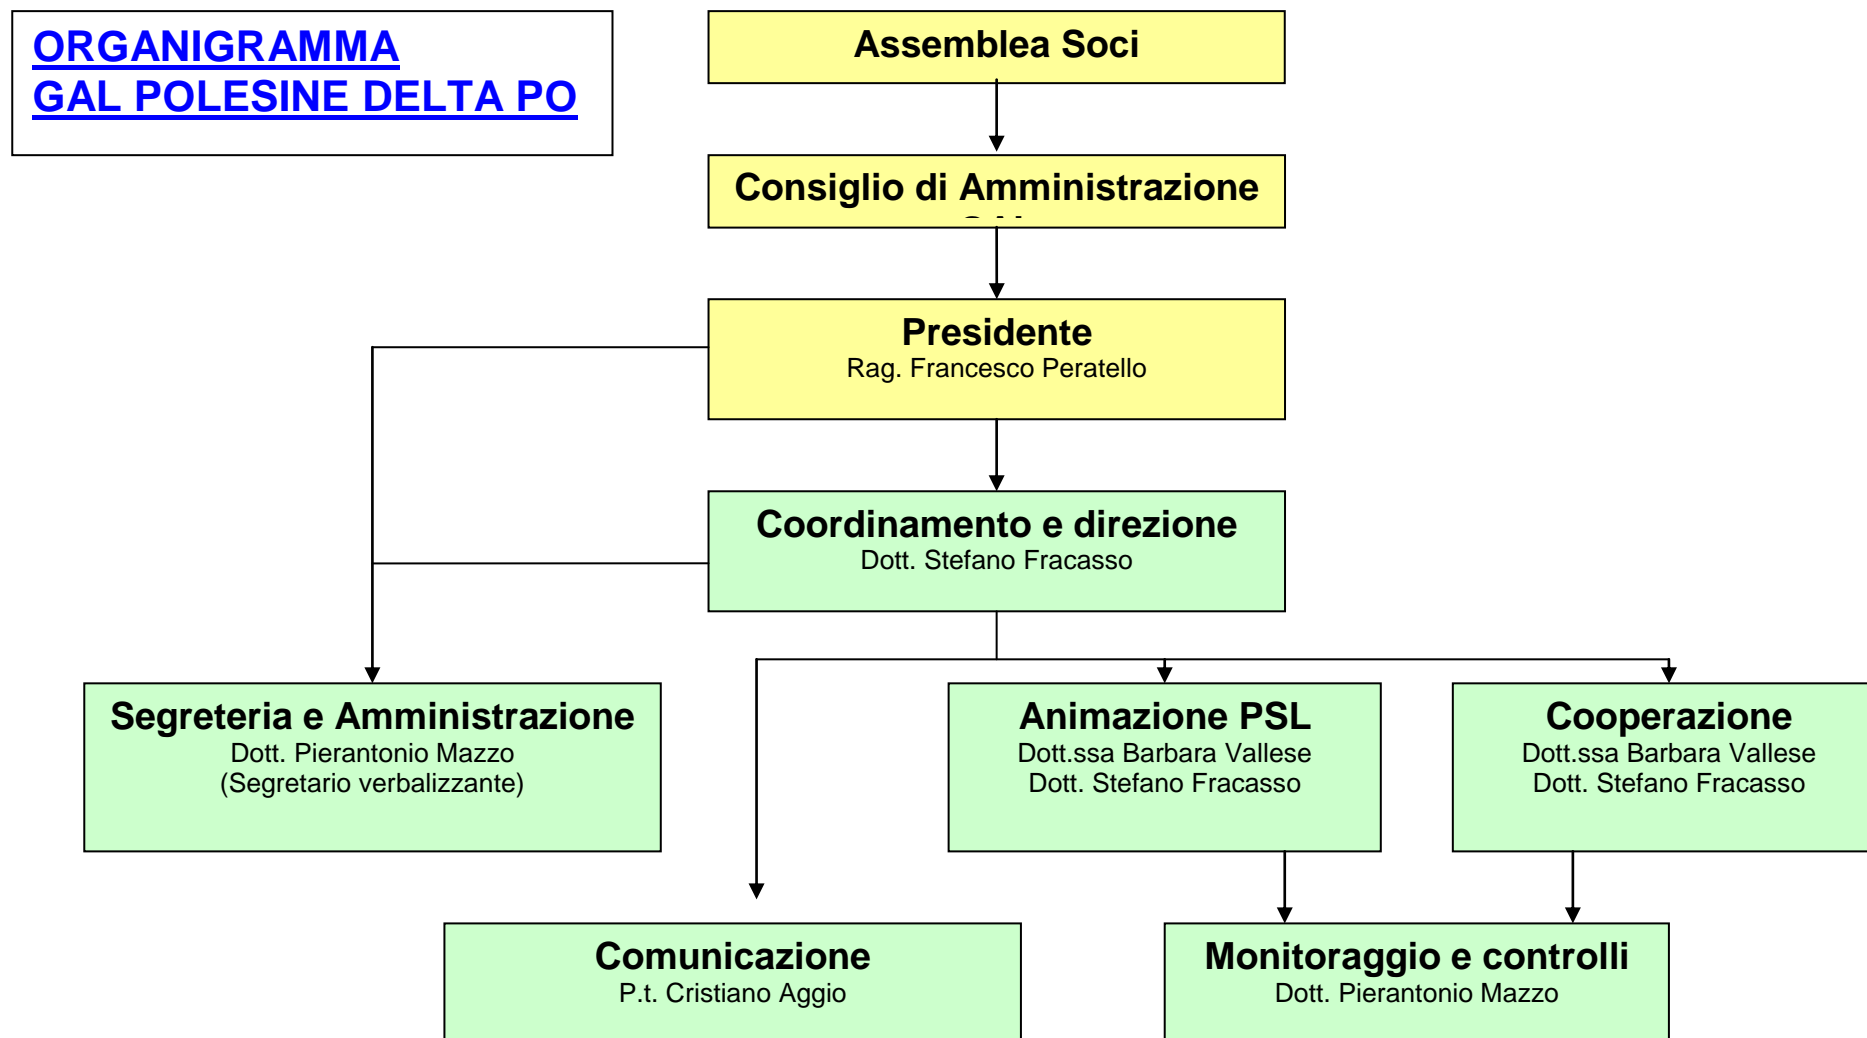 ORGANIGRAMMA
GAL POLESINE DELTA PO
Assemblea Soci
Consiglio di Amministrazione
Presidente
Rag. Francesco Peratello
Coordinamento e direzione
Dott. Stefano Fracasso
Segreteria e Amministrazione
Dott. Pierantonio Mazzo
(Segretario verbalizzante)
Animazione PSL
Dott.ssa Barbara Vallese
Dott. Stefano Fracasso
Cooperazione
Dott.ssa Barbara Vallese
Dott. Stefano Fracasso
Comunicazione
P.t. Cristiano Aggio
Monitoraggio e controlli
Dott. Pierantonio Mazzo